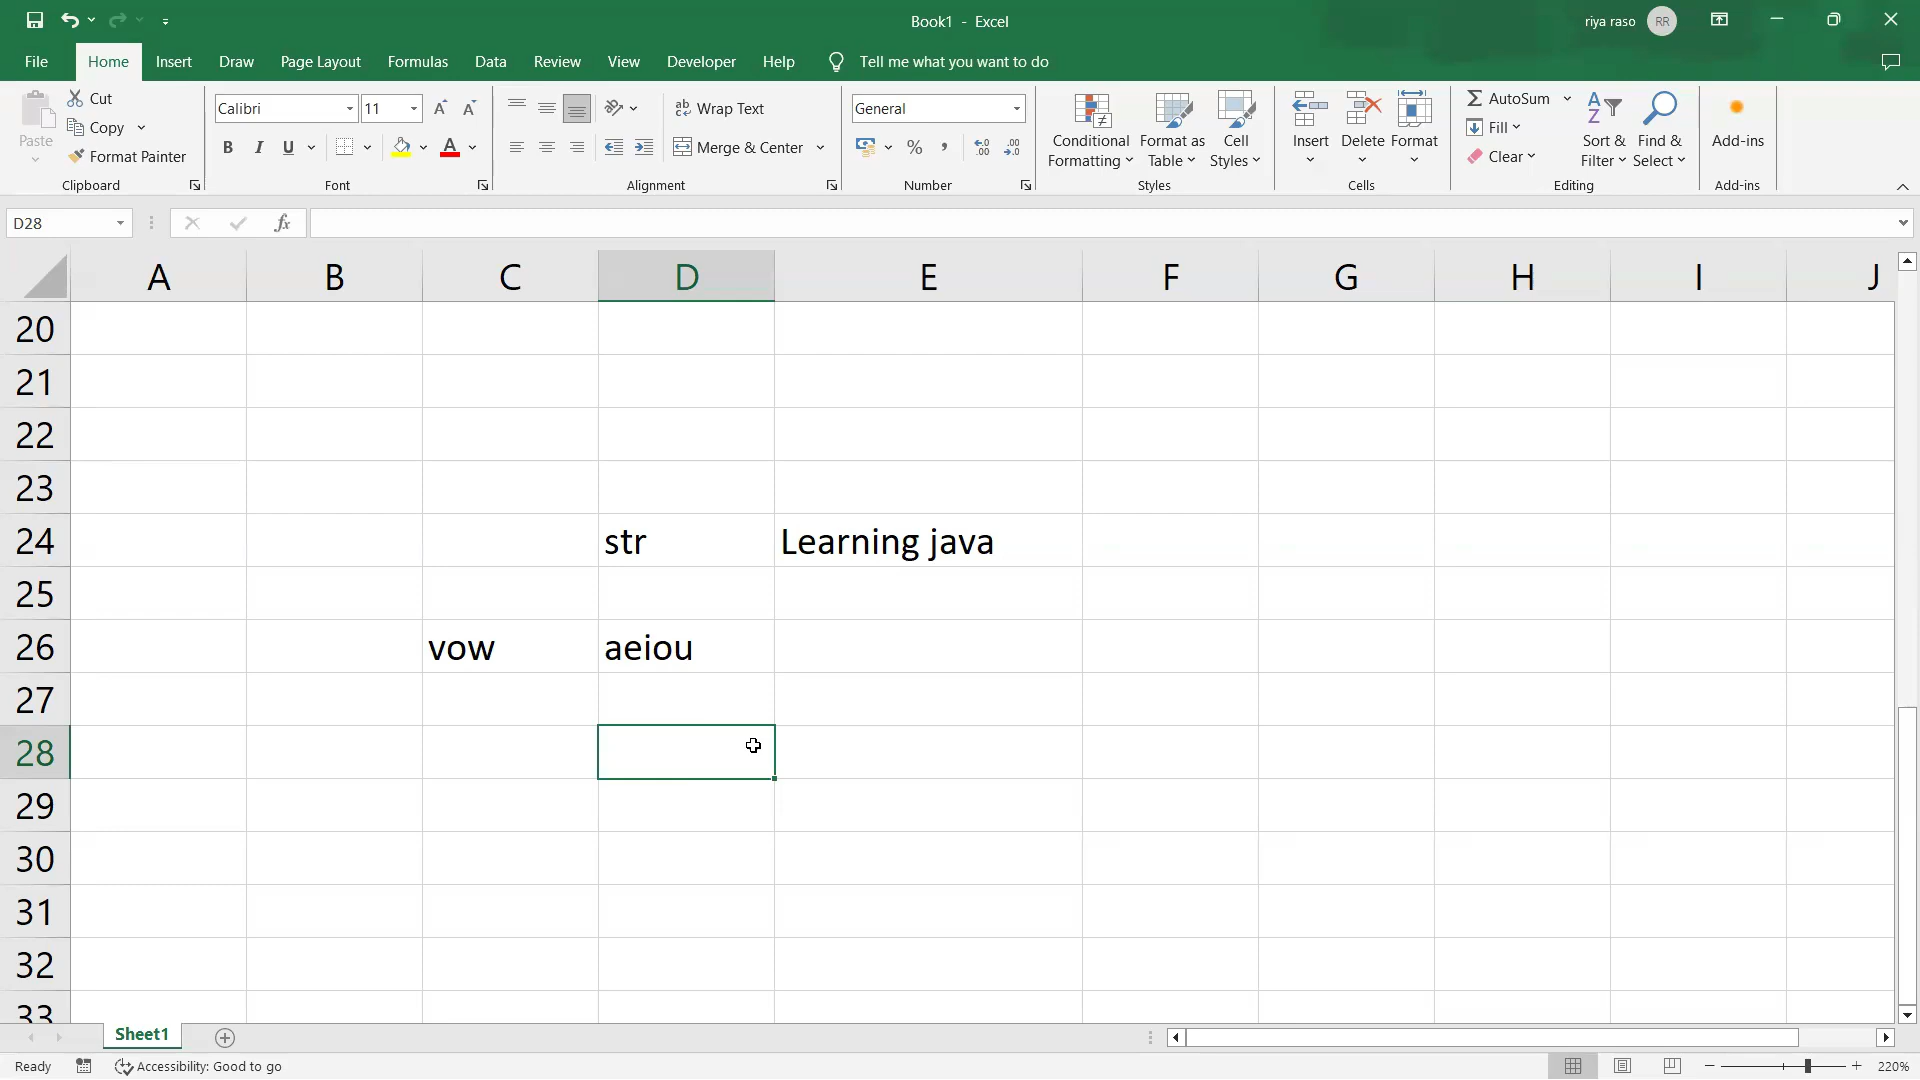 Book1 - Excel
riya raso RR
File Home Insert Draw Page Layout Formulas Data Review View Developer Help Tell me what you want to do
Paste
Cut
Copy
Format Painter
Clipboard
Calibri 11 A A
B I U A
Font
ab Wrap Text
Merge & Center
Alignment
General
% ,
Number
Conditional Formatting
Format as Table
Cell Styles
Styles
Insert
Delete
Format
Cells
AutoSum
Fill
Clear
Sort & Filter
Find & Select
Editing
Add-ins
Add-ins
D28 fx
A B C D E F G H I J
20
21
22
23
24 str Learning java
25
26 vow aeiou
27
28
29
30
31
32
33
Sheet1
Ready Accessibility: Good to go 220%